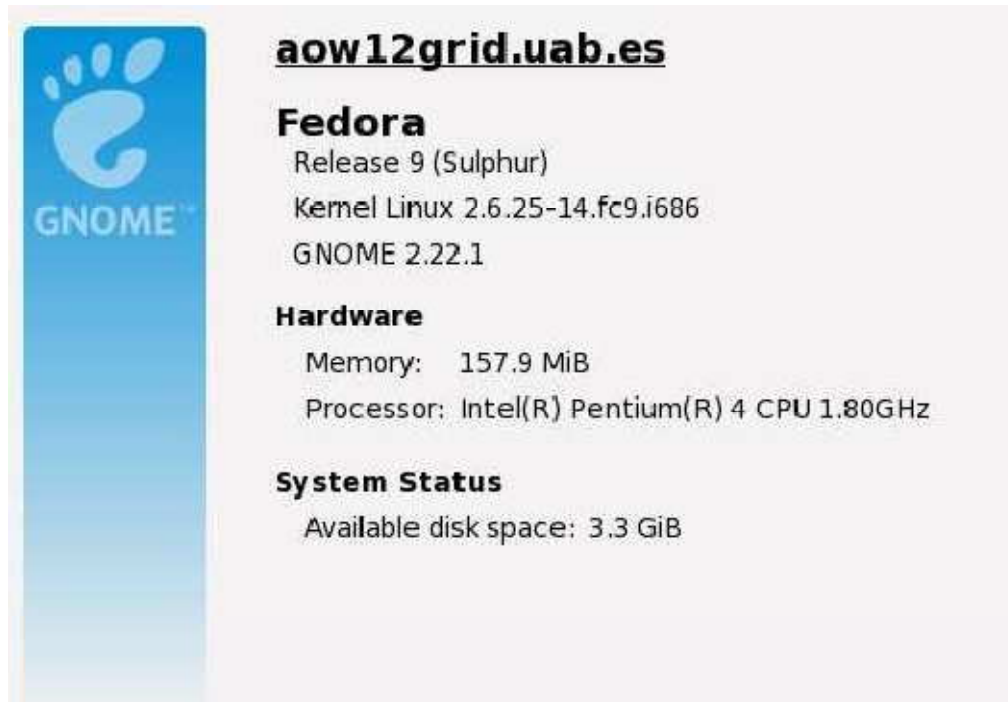 aow12grid.uab.es
Fedora
Release 9 (Sulphur)
Kernel Linux 2.6.25-14.fc9.i686
GNOME 2.22.1
GNOME™
Hardware
Memory: 157.9 MiB
Processor: Intel(R) Pentium(R) 4 CPU 1.80GHz
System Status
Available disk space: 3.3 GiB